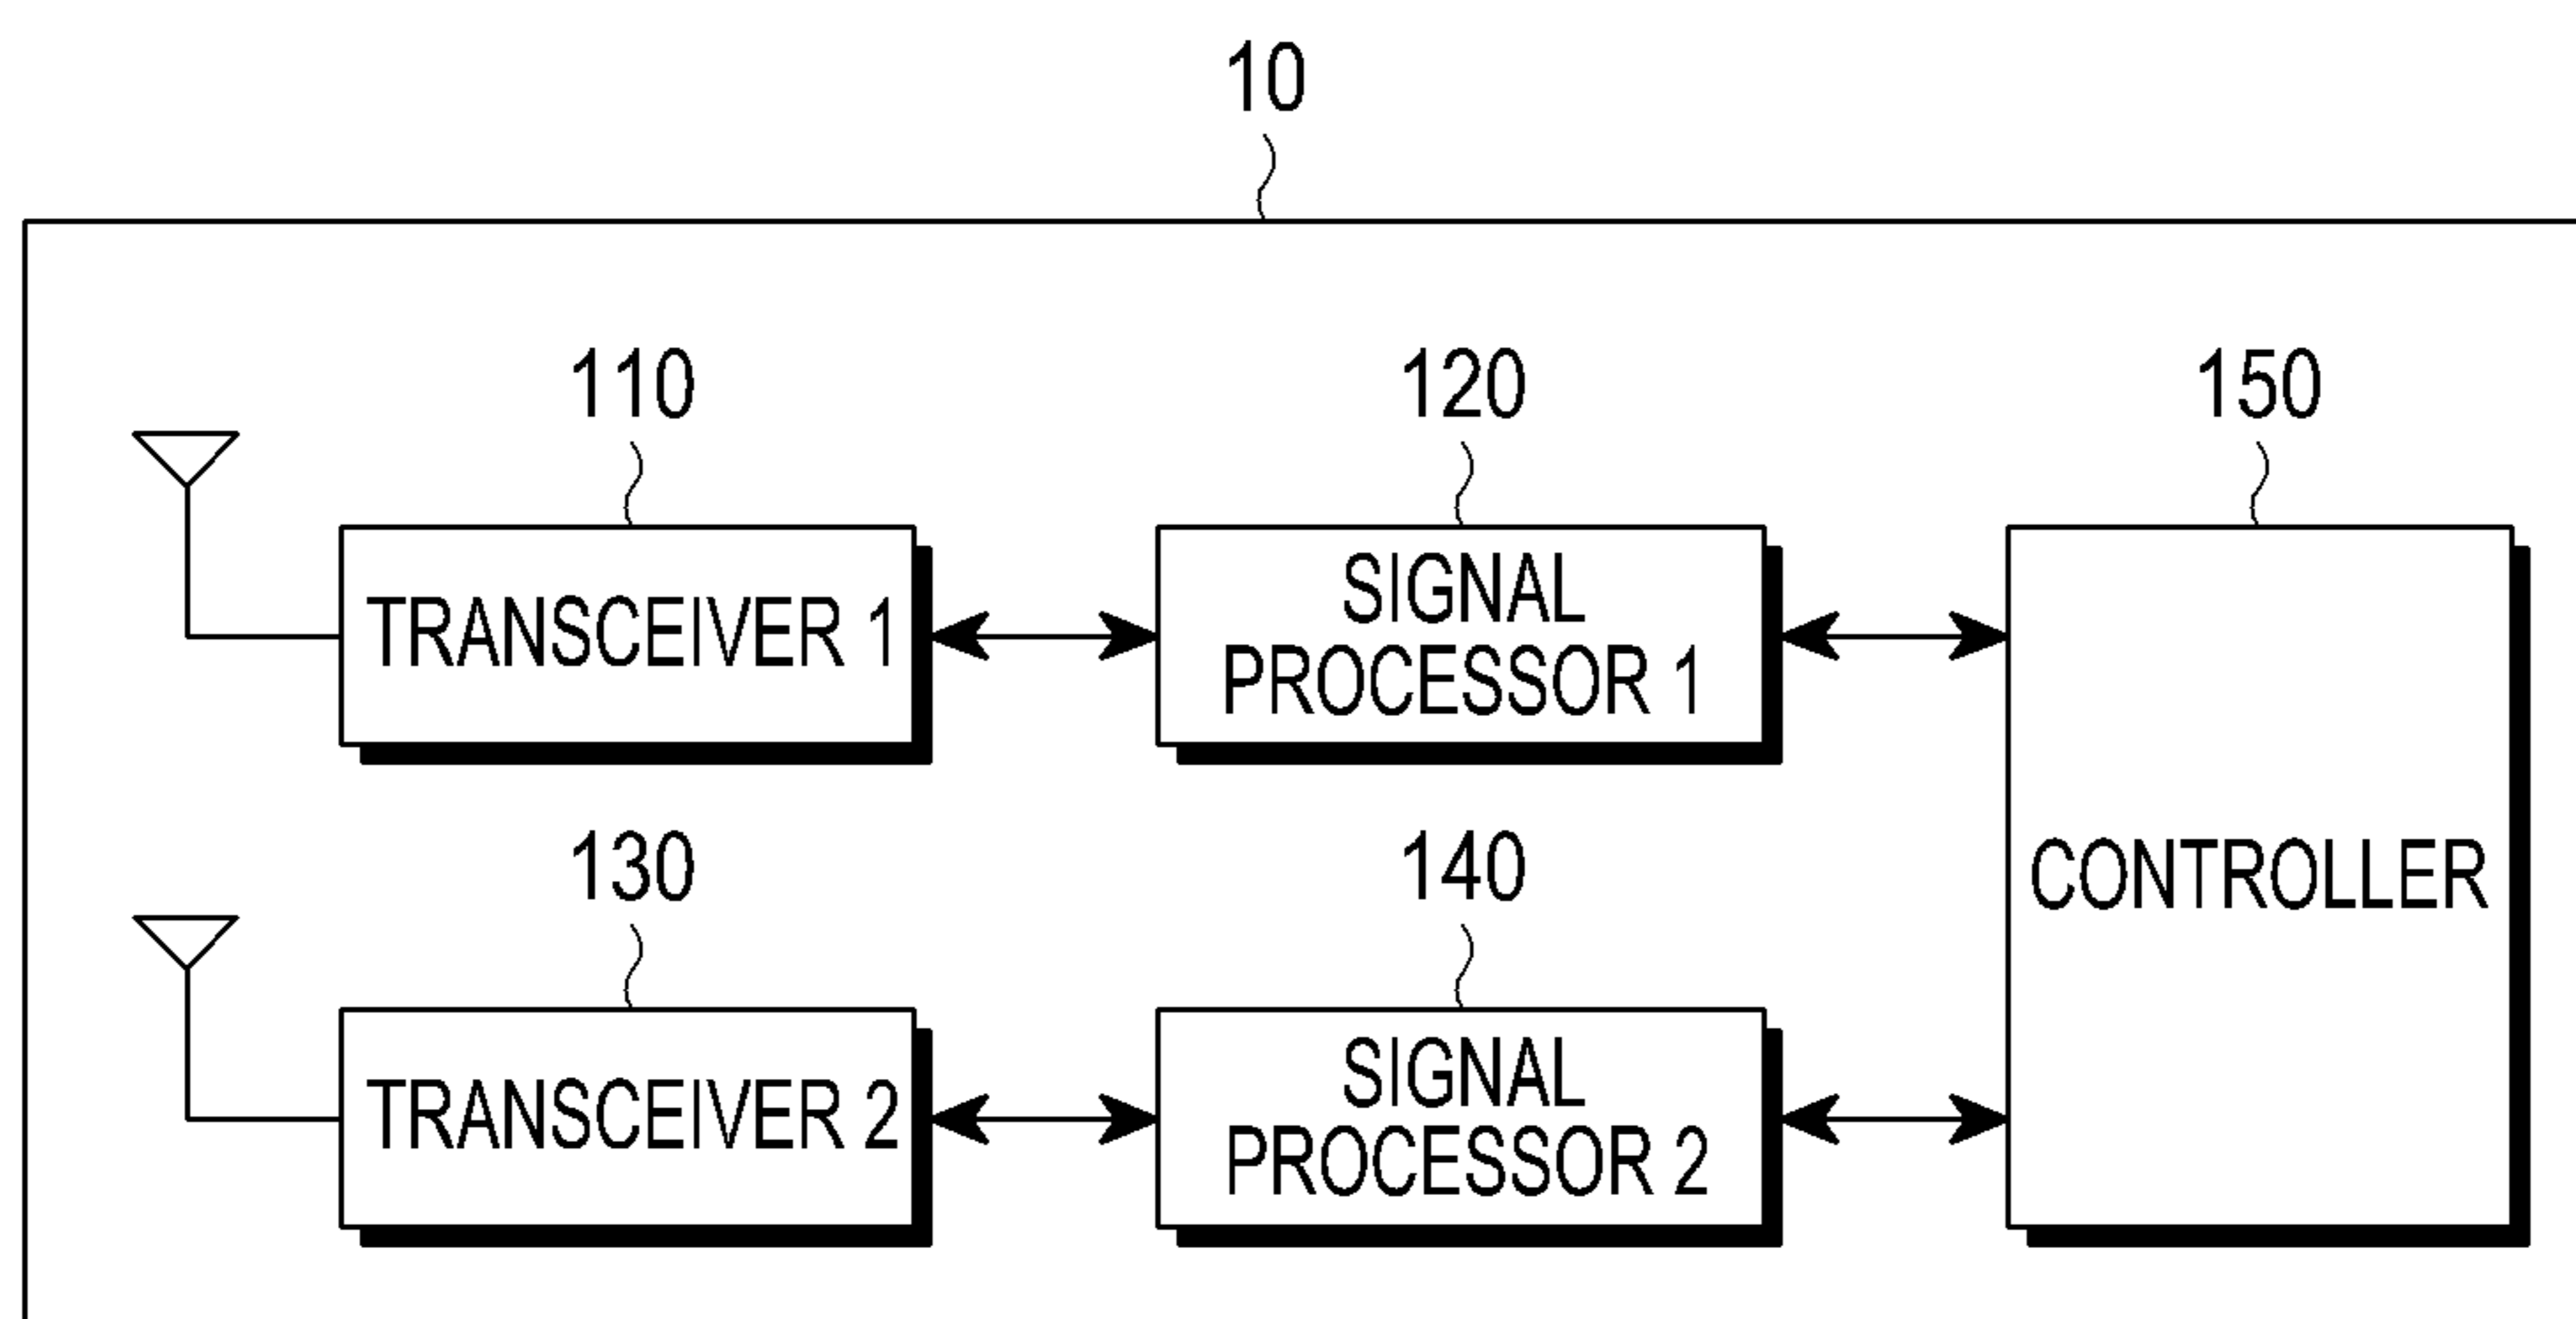 10
110
120
150
TRANSCEIVER 1
SIGNAL
PROCESSOR 1
130
140
CONTROLLER
TRANSCEIVER 2
SIGNAL
PROCESSOR 2